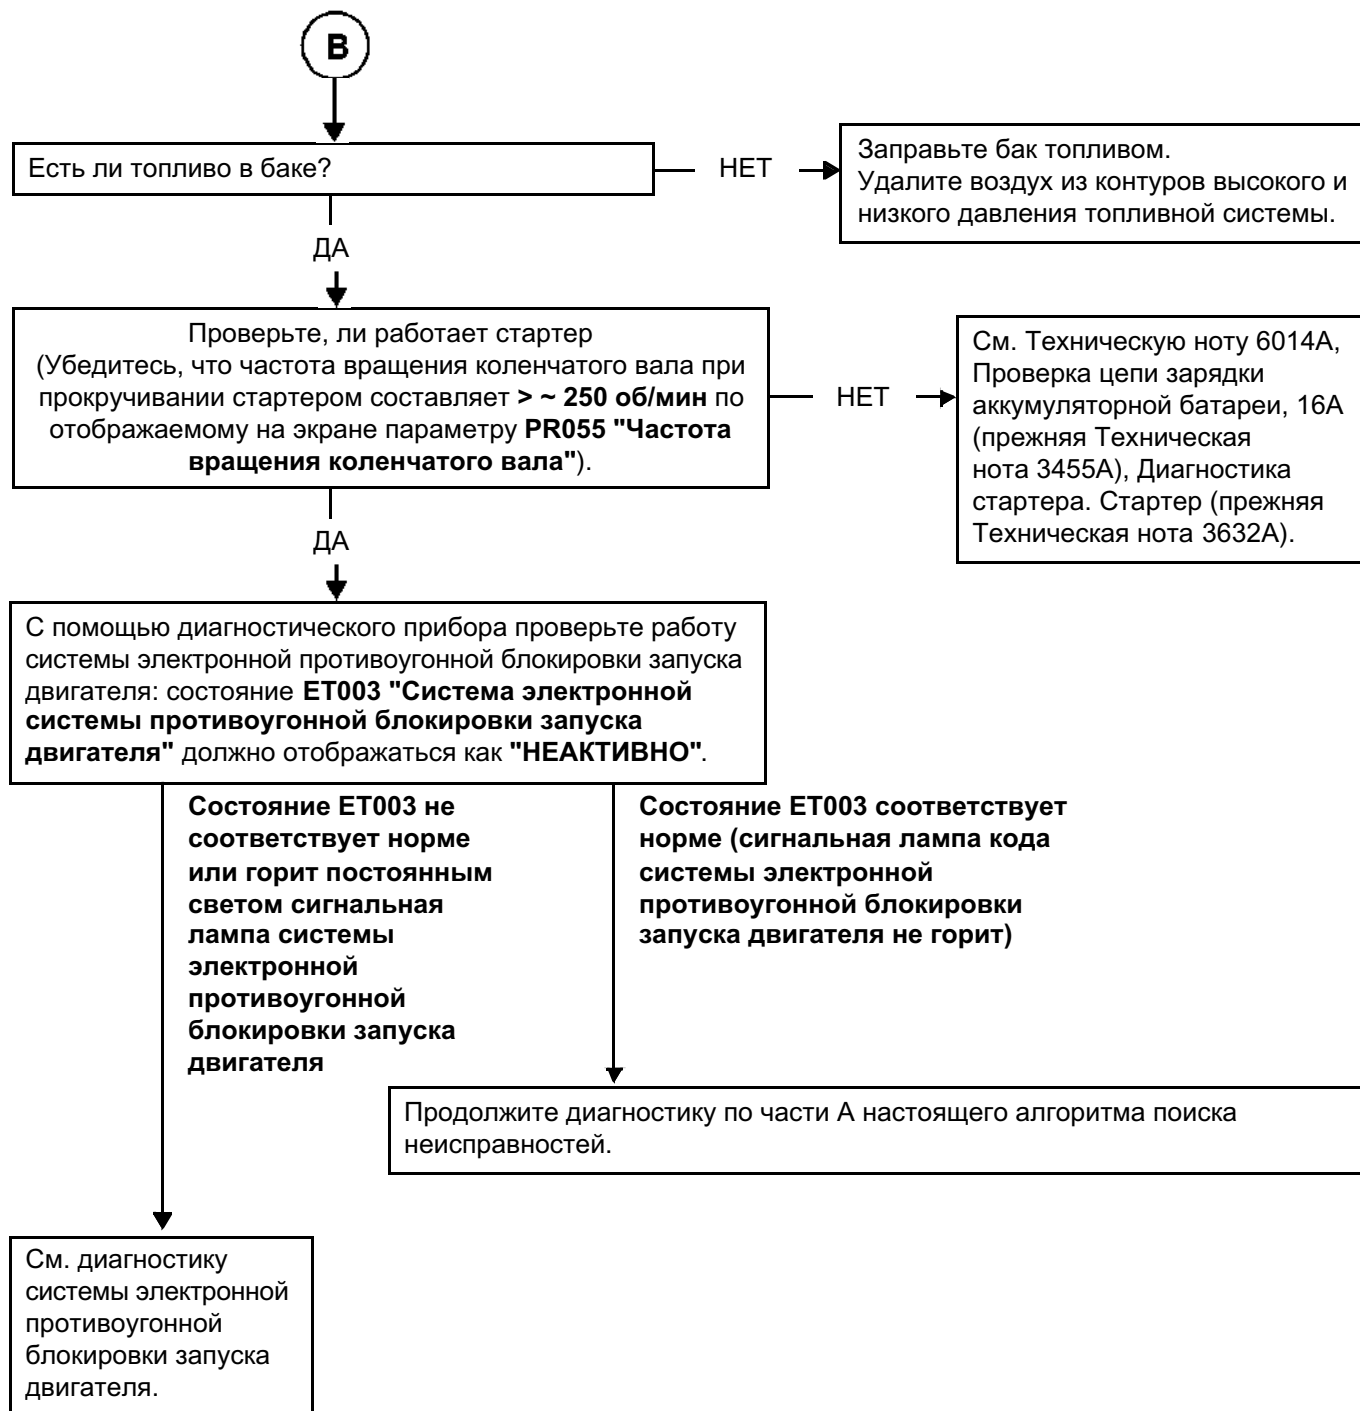 B
Есть ли топливо в баке?
НЕТ
Заправьте бак топливом.
Удалите воздух из контуров высокого и
низкого давления топливной системы.
ДА
Проверьте, ли работает стартер
(Убедитесь, что частота вращения коленчатого вала при
прокручивании стартером составляет > ~ 250 об/мин по
отображаемому на экране параметру PR055 "Частота
вращения коленчатого вала").
НЕТ
См. Техническую ноту 6014A,
Проверка цепи зарядки
аккумуляторной батареи, 16A
(прежняя Техническая
нота 3455A), Диагностика
стартера. Стартер (прежняя
Техническая нота 3632A).
ДА
С помощью диагностического прибора проверьте работу
системы электронной противоугонной блокировки запуска
двигателя: состояние ET003 "Система электронной
системы противоугонной блокировки запуска
двигателя" должно отображаться как "НЕАКТИВНО".
Состояние ET003 не
соответствует норме
или горит постоянным
светом сигнальная
лампа системы
электронной
противоугонной
блокировки запуска
двигателя
Состояние ET003 соответствует
норме (сигнальная лампа кода
системы электронной
противоугонной блокировки
запуска двигателя не горит)
Продолжите диагностику по части А настоящего алгоритма поиска
неисправностей.
См. диагностику
системы электронной
противоугонной
блокировки запуска
двигателя.